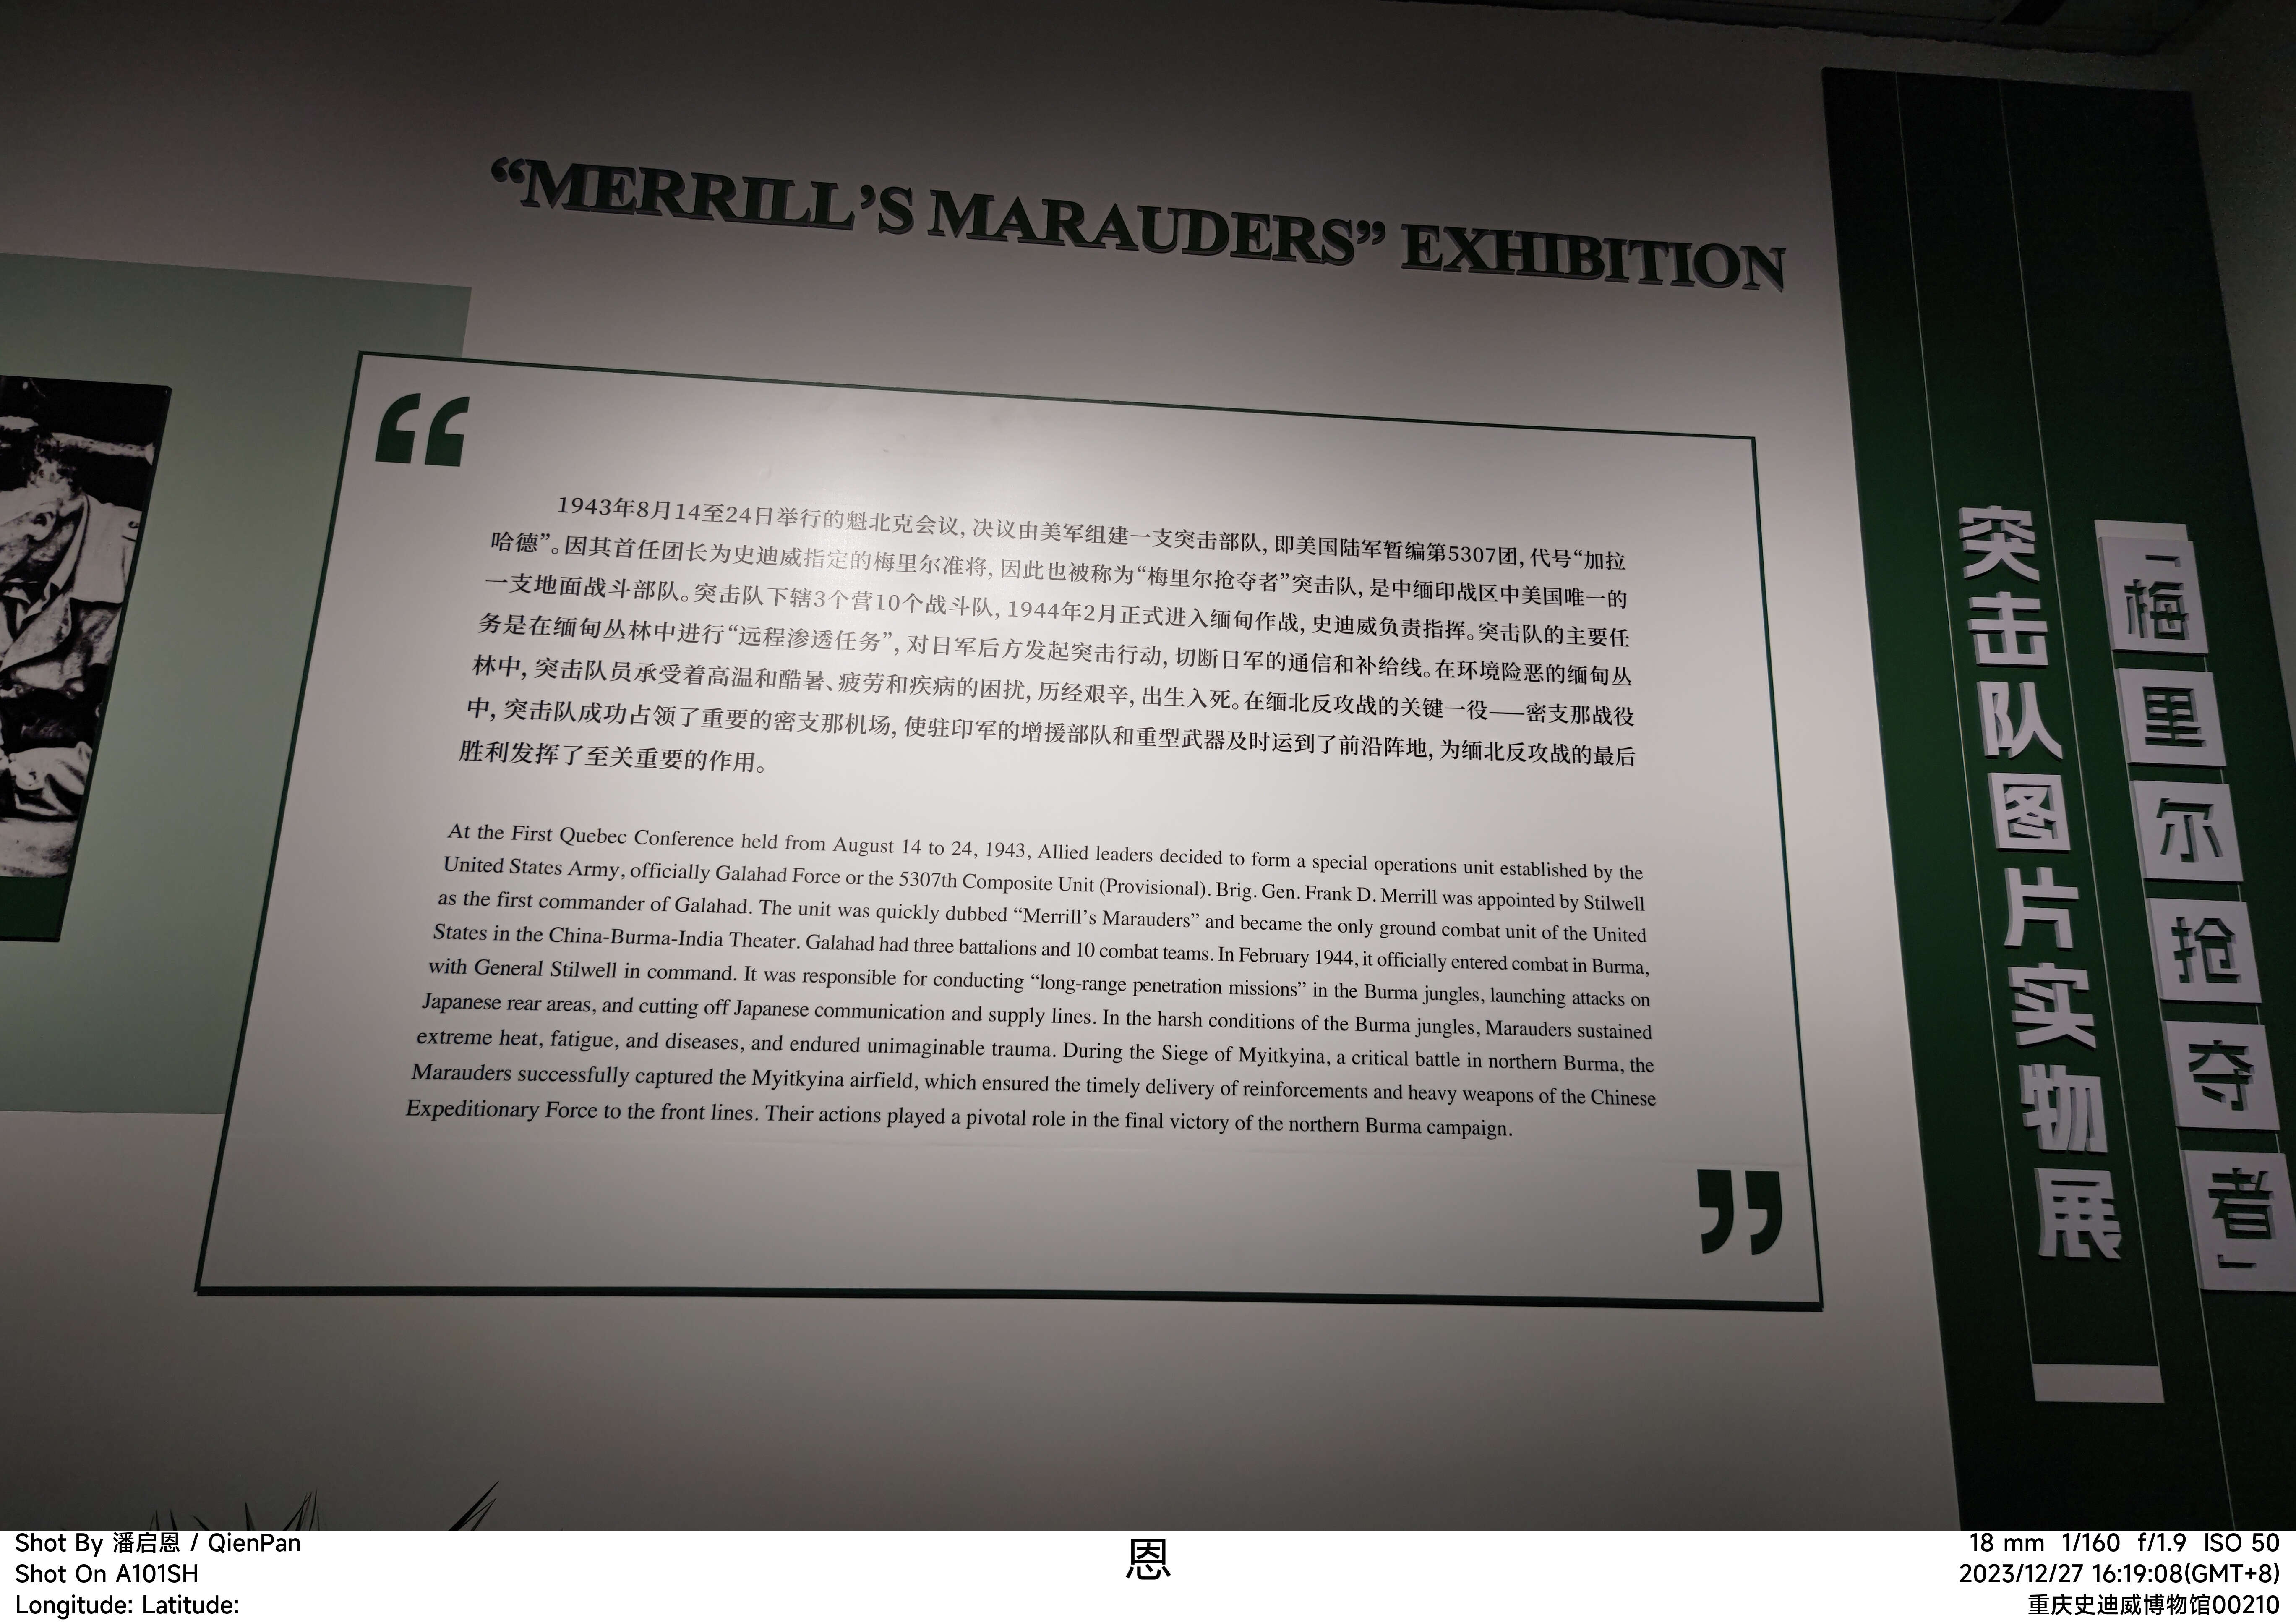 “MERRILL’S MARAUDERS” EXHIBITION
「梅里尔抢夺者」
突击队图片实物展
1943年8月14至24日举行的魁北克会议，决议由美军组建一支突击部队，即美国陆军暂编第5307团，代号“加拉
哈德”。因其首任团长为史迪威指定的梅里尔准将，因此也被称为“梅里尔抢夺者”突击队，是中缅印战区中美国唯一的
一支地面战斗部队。突击队下辖3个营10个战斗队，1944年2月正式进入缅甸作战，史迪威负责指挥。突击队的主要任
务是在缅甸丛林中进行“远程渗透任务”，对日军后方发起突击行动，切断日军的通信和补给线。在环境险恶的缅甸丛
林中，突击队员承受着高温和酷暑、疲劳和疾病的困扰，历经艰辛，出生入死。在缅北反攻战的关键一役——密支那战役
中，突击队成功占领了重要的密支那机场，使驻印军的增援部队和重型武器及时运到了前沿阵地，为缅北反攻战的最后
胜利发挥了至关重要的作用。
At the First Quebec Conference held from August 14 to 24, 1943, Allied leaders decided to form a special operations unit established by the
United States Army, officially Galahad Force or the 5307th Composite Unit (Provisional). Brig. Gen. Frank D. Merrill was appointed by Stilwell
as the first commander of Galahad. The unit was quickly dubbed “Merrill’s Marauders” and became the only ground combat unit of the United
States in the China-Burma-India Theater. Galahad had three battalions and 10 combat teams. In February 1944, it officially entered combat in Burma,
with General Stilwell in command. It was responsible for conducting “long-range penetration missions” in the Burma jungles, launching attacks on
Japanese rear areas, and cutting off Japanese communication and supply lines. In the harsh conditions of the Burma jungles, Marauders sustained
extreme heat, fatigue, and diseases, and endured unimaginable trauma. During the Siege of Myitkyina, a critical battle in northern Burma, the
Marauders successfully captured the Myitkyina airfield, which ensured the timely delivery of reinforcements and heavy weapons of the Chinese
Expeditionary Force to the front lines. Their actions played a pivotal role in the final victory of the northern Burma campaign.
Shot By 潘启恩 / QienPan
Shot On A101SH
Longitude: Latitude:
恩
18 mm 1/160 f/1.9 ISO 50
2023/12/27 16:19:08(GMT+8)
重庆史迪威博物馆00210